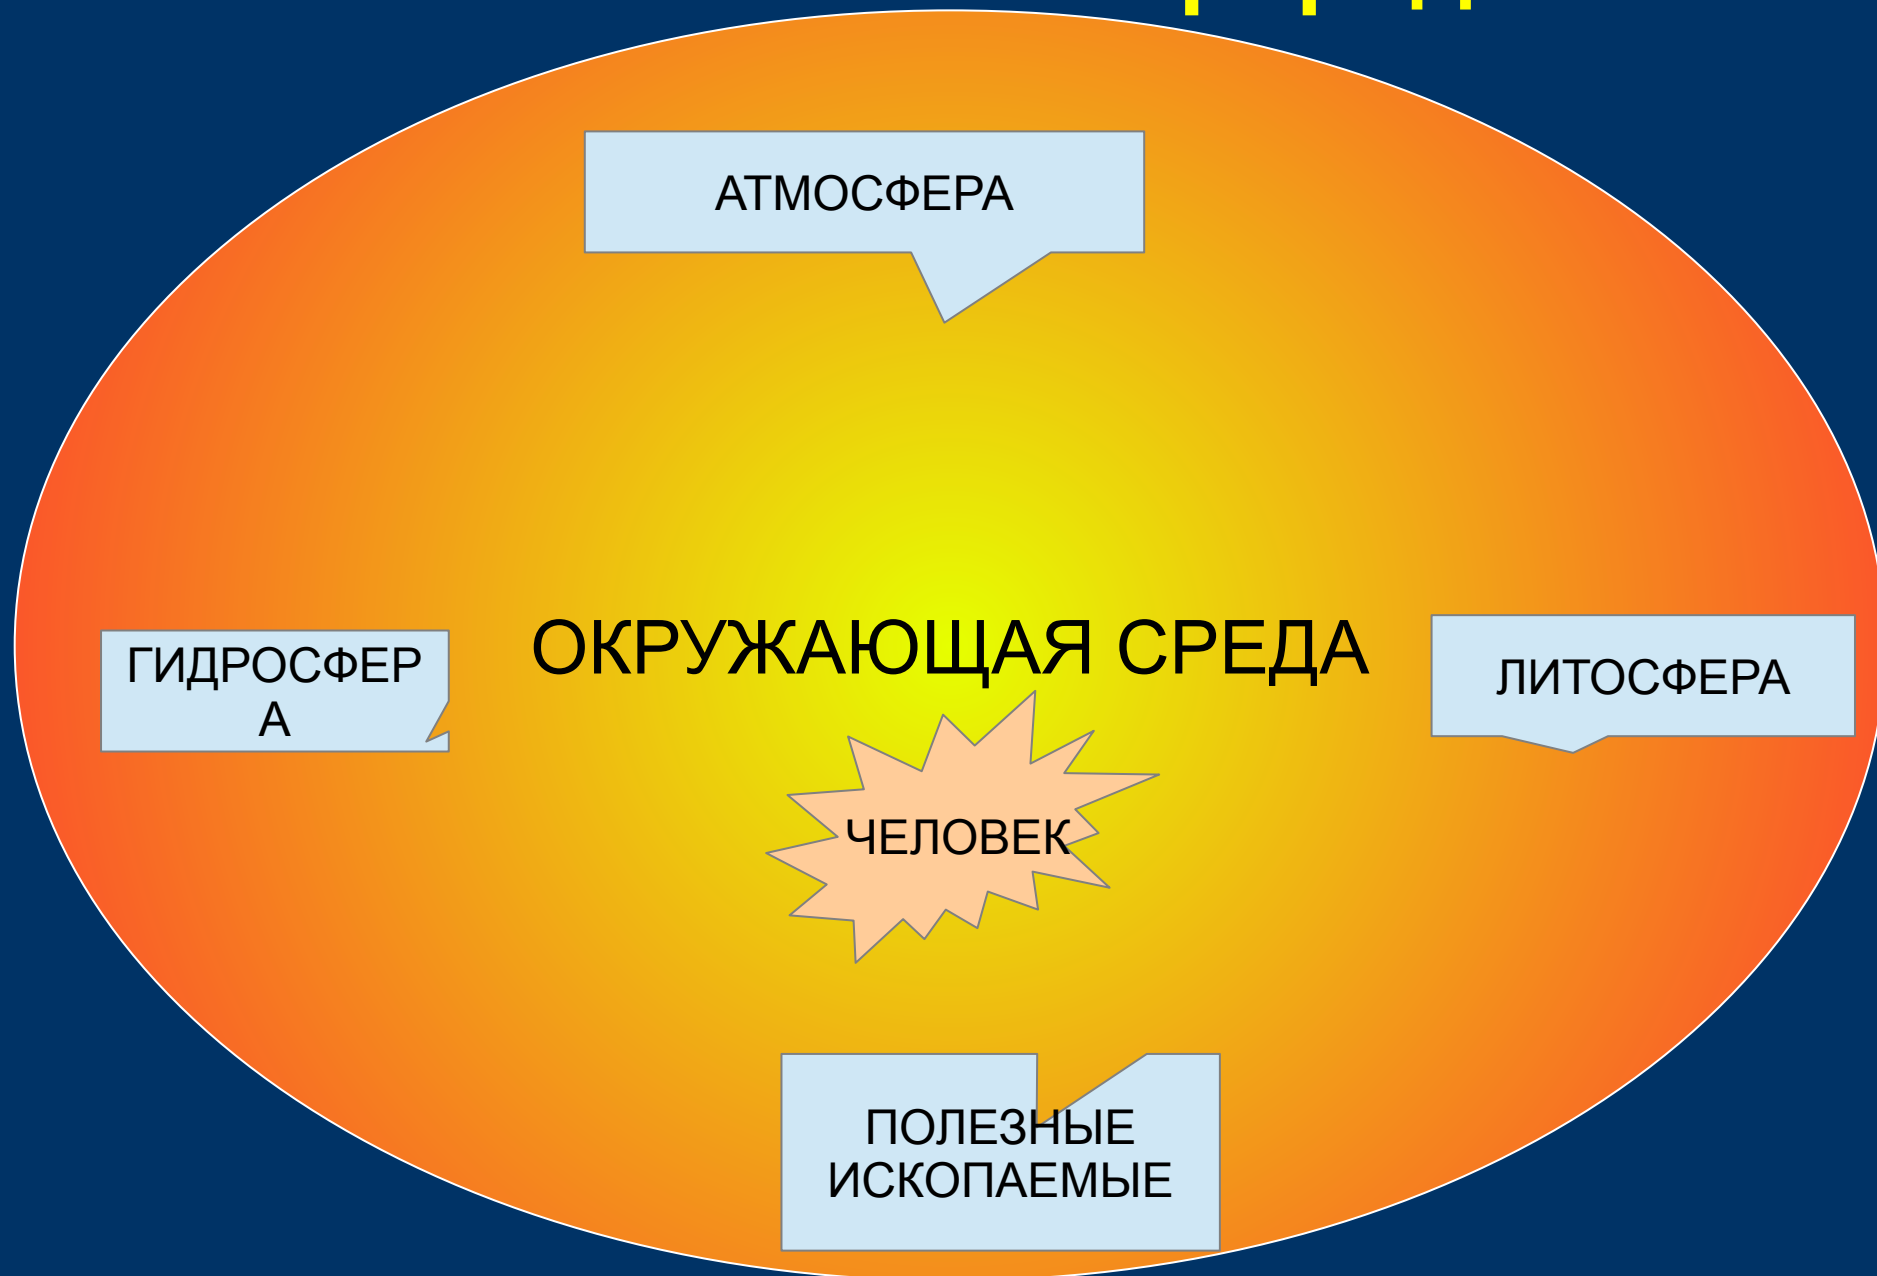 АТМОСФЕРА
ГИДРОСФЕР
А
ОКРУЖАЮЩАЯ СРЕДА
ЛИТОСФЕРА
ЧЕЛОВЕК
ПОЛЕЗНЫЕ
ИСКОПАЕМЫЕ